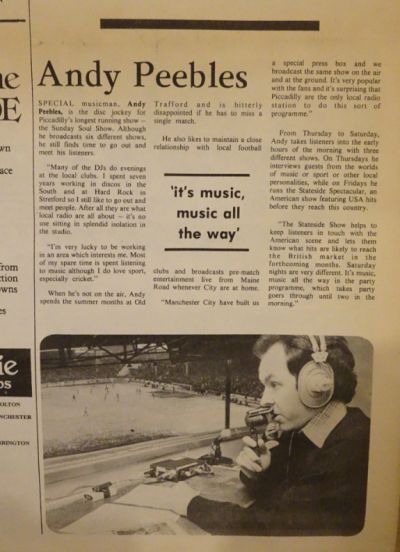 Andy Peebles
SPECIAL musicman, Andy
Peebles, is the disc jockey for
Piccadilly's longest running show —
the Sunday Soul Show. Although
he broadcasts six different shows,
he still finds time to go out and
meet his listeners.
"Many of the DJs do evenings
at the local clubs. I spent seven
years working in discos in the
South and at Hard Rock in
Stretford so I still like to go out and
meet people. After all they are what
local radio are all about — it's no
use sitting in splendid isolation in
the studio.
"I'm very lucky to be working
in an area which interests me. Most
of my spare time is spent listening
to music although I do love sport,
especially cricket."
When he's not on the air, Andy
spends the summer months at Old
Trafford and is bitterly
disappointed if he has to miss a
single match.
He also likes to maintain a close
relationship with local football
'it's music,
music all
the way'
clubs and broadcasts pre-match
entertainment live from Maine
Road whenever City are at home.
"Manchester City have built us
a special press box and we
broadcast the same show on the air
and at the ground. It's very popular
with the fans and it's surprising that
Piccadilly are the only local radio
station to do this sort of
programme."
From Thursday to Saturday,
Andy takes listeners into the early
hours of the morning with three
different shows. On Thursdays he
interviews guests from the worlds
of music or sport or other local
personalities, while on Fridays he
runs the Stateside Spectacular, an
American show featuring USA hits
before they reach this country.
"The Stateside Show helps to
keep listeners in touch with the
American scene and lets them
know what hits are likely to reach
the British market in the
forthcoming months. Saturday
nights are very different. It's music,
music all the way in the party
programme, which takes party
goers through until two in the
morning."
from